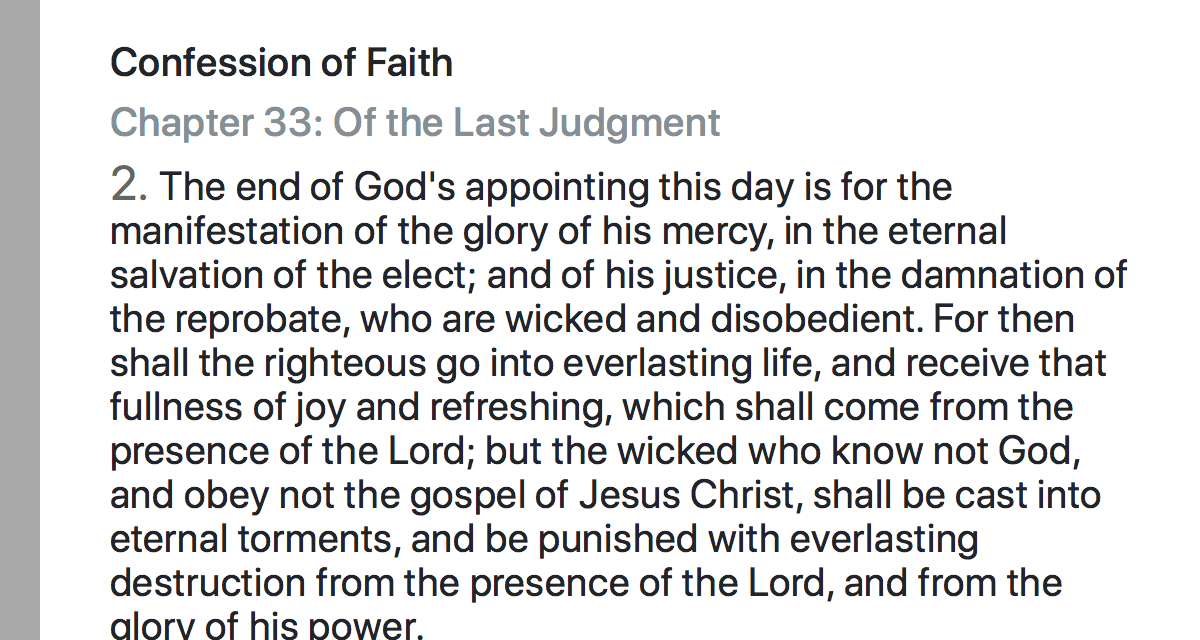 Confession of Faith
Chapter 33: Of the Last Judgment
2. The end of God's appointing this day is for the
manifestation of the glory of his mercy, in the eternal
salvation of the elect; and of his justice, in the damnation of
the reprobate, who are wicked and disobedient. For then
shall the righteous go into everlasting life, and receive that
fullness of joy and refreshing, which shall come from the
presence of the Lord; but the wicked who know not God,
and obey not the gospel of Jesus Christ, shall be cast into
eternal torments, and be punished with everlasting
destruction from the presence of the Lord, and from the
glory of his power.